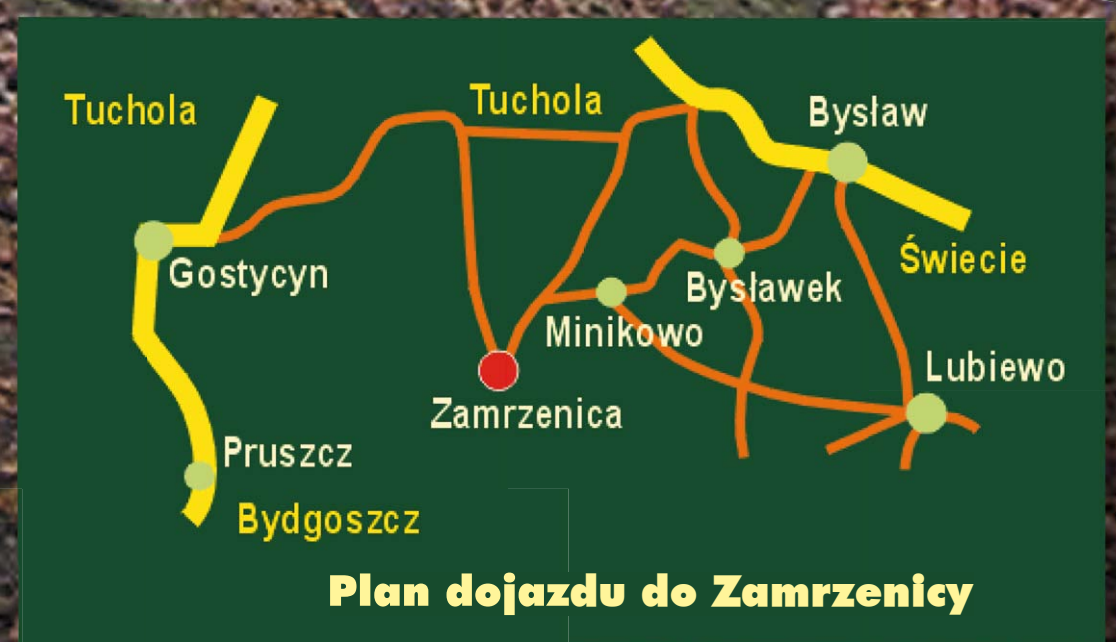 Tuchola
Tuchola
Bysław
Gostycyn
Świecie
Bysławek
Minikowo
Lubiewo
Zamrzenica
Pruszcz
Bydgoszcz
Plan dojazdu do Zamrzenicy